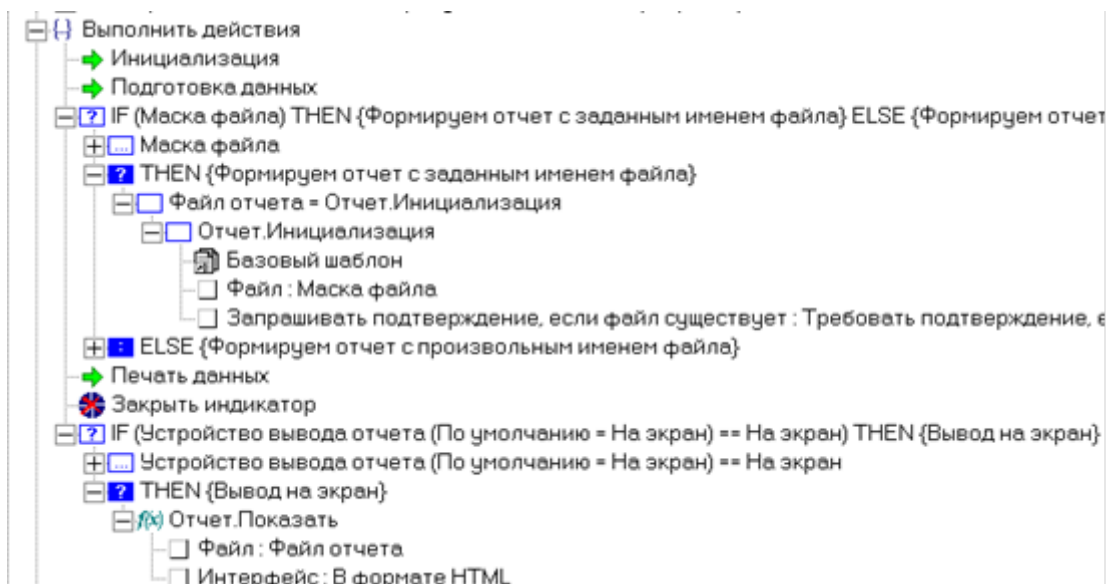 Выполнить действия
Инициализация
Подготовка данных
IF (Маска файла) THEN {Формируем отчет с заданным именем файла} ELSE {Формируем отчет
Маска файла
THEN {Формируем отчет с заданным именем файла}
Файл отчета = Отчет.Инициализация
Отчет.Инициализация
Базовый шаблон
Файл : Маска файла
Запрашивать подтверждение, если файл существует : Требовать подтверждение, е
ELSE {Формируем отчет с произвольным именем файла}
Печать данных
Закрыть индикатор
IF (Устройство вывода отчета (По умолчанию = На экран) == На экран) THEN {Вывод на экран}
Устройство вывода отчета (По умолчанию = На экран) == На экран
THEN {Вывод на экран}
f(x) Отчет.Показать
Файл : Файл отчета
Интерфейс : В формате HTML